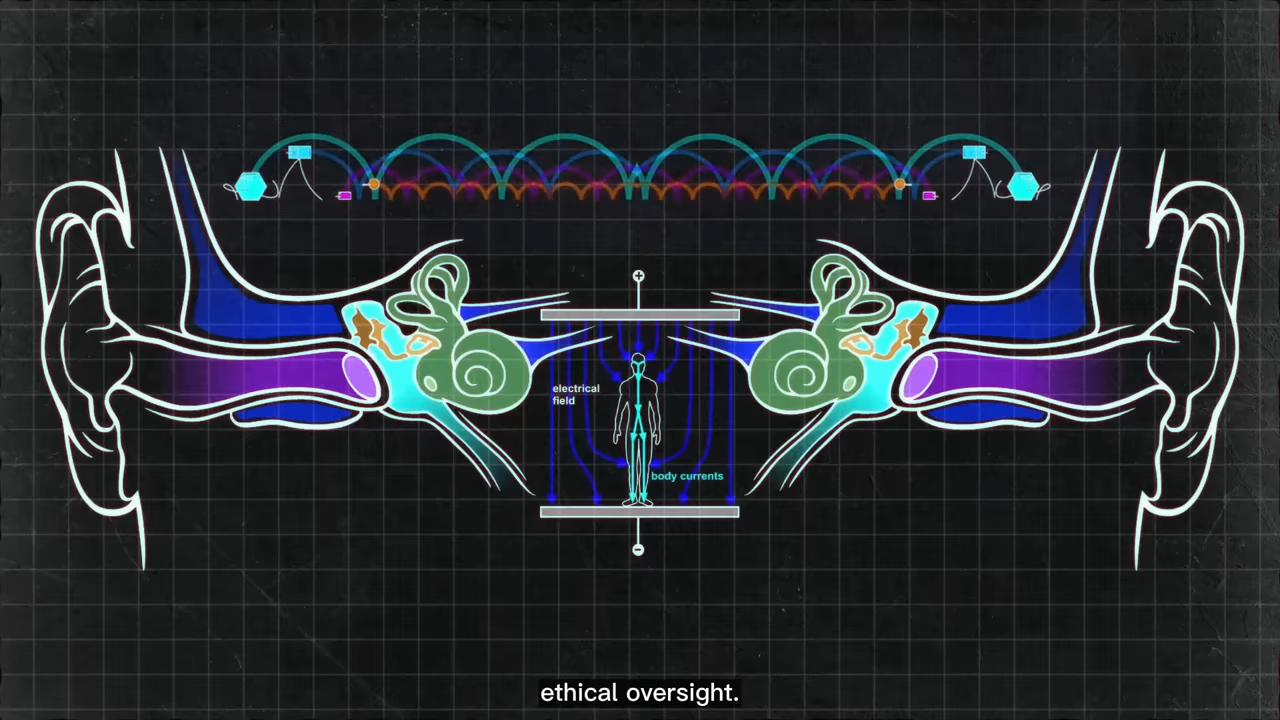 +
electrical
field
body currents
−
ethical oversight.